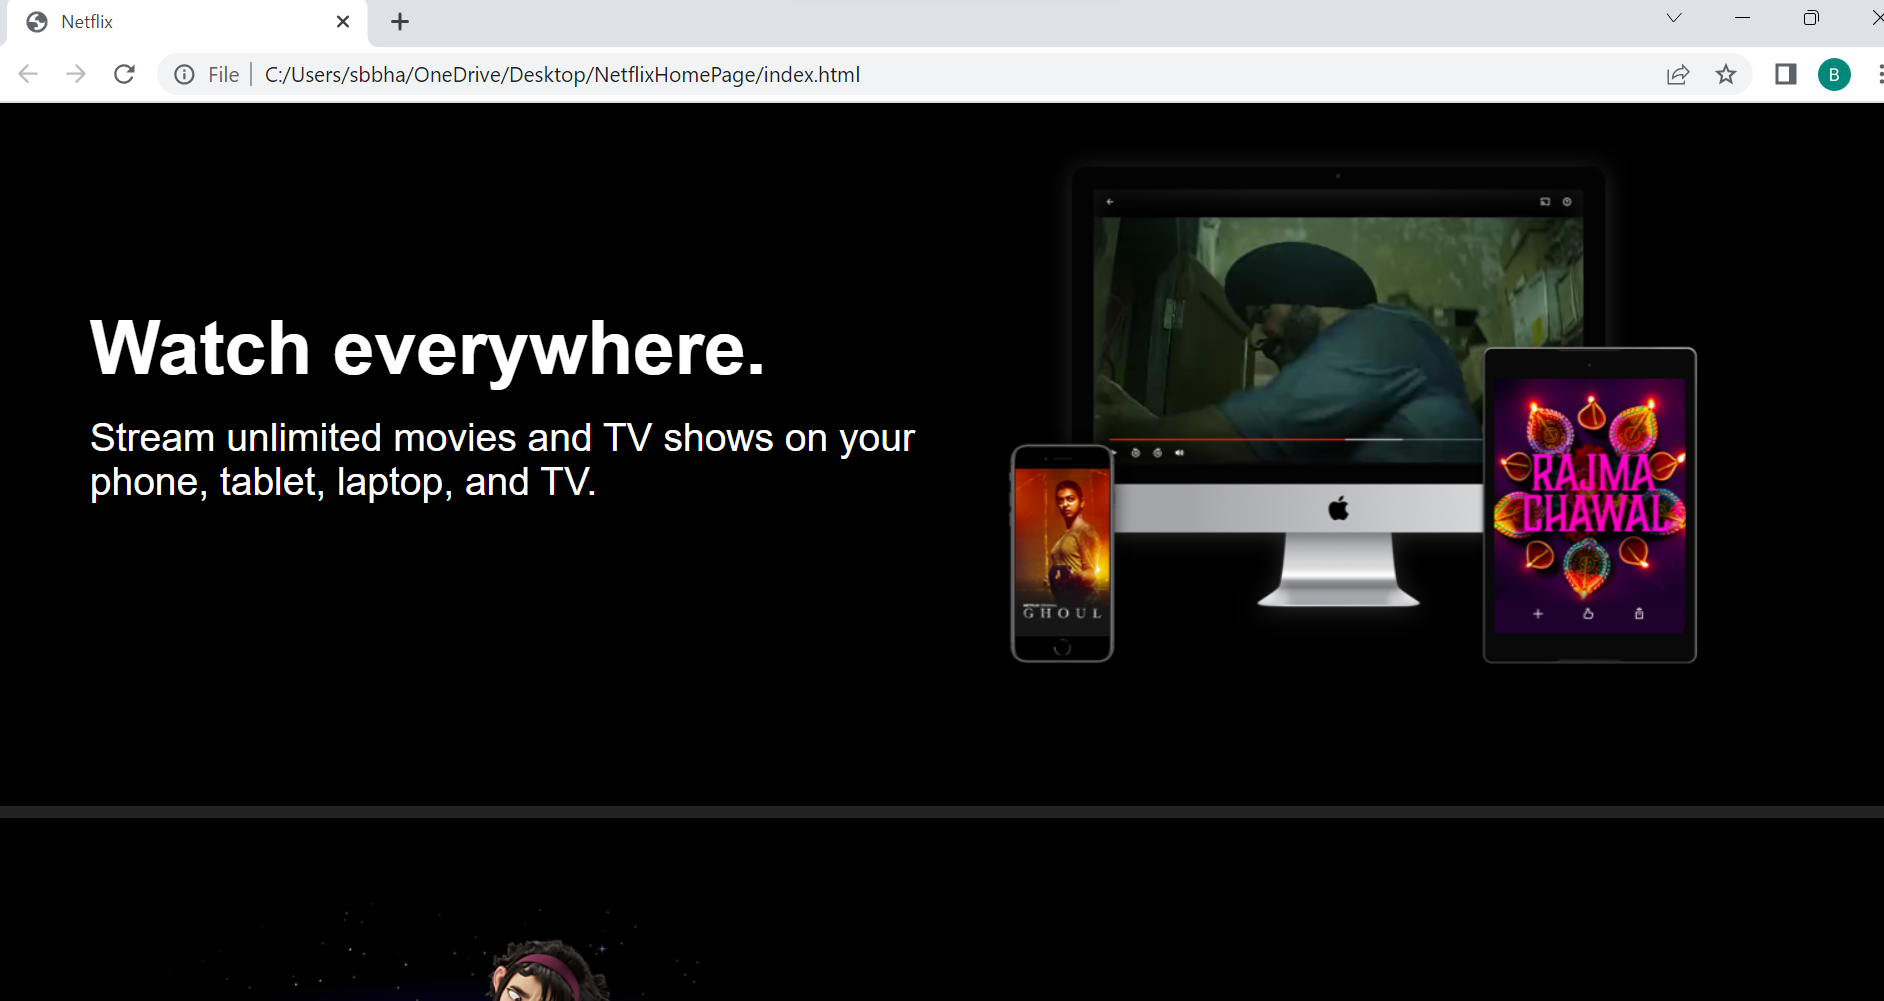 Netflix
File
C:/Users/sbbha/OneDrive/Desktop/NetflixHomePage/index.html
B
Watch everywhere.
Stream unlimited movies and TV shows on your
phone, tablet, laptop, and TV.
RAJMA
CHAWAL
GHOUL